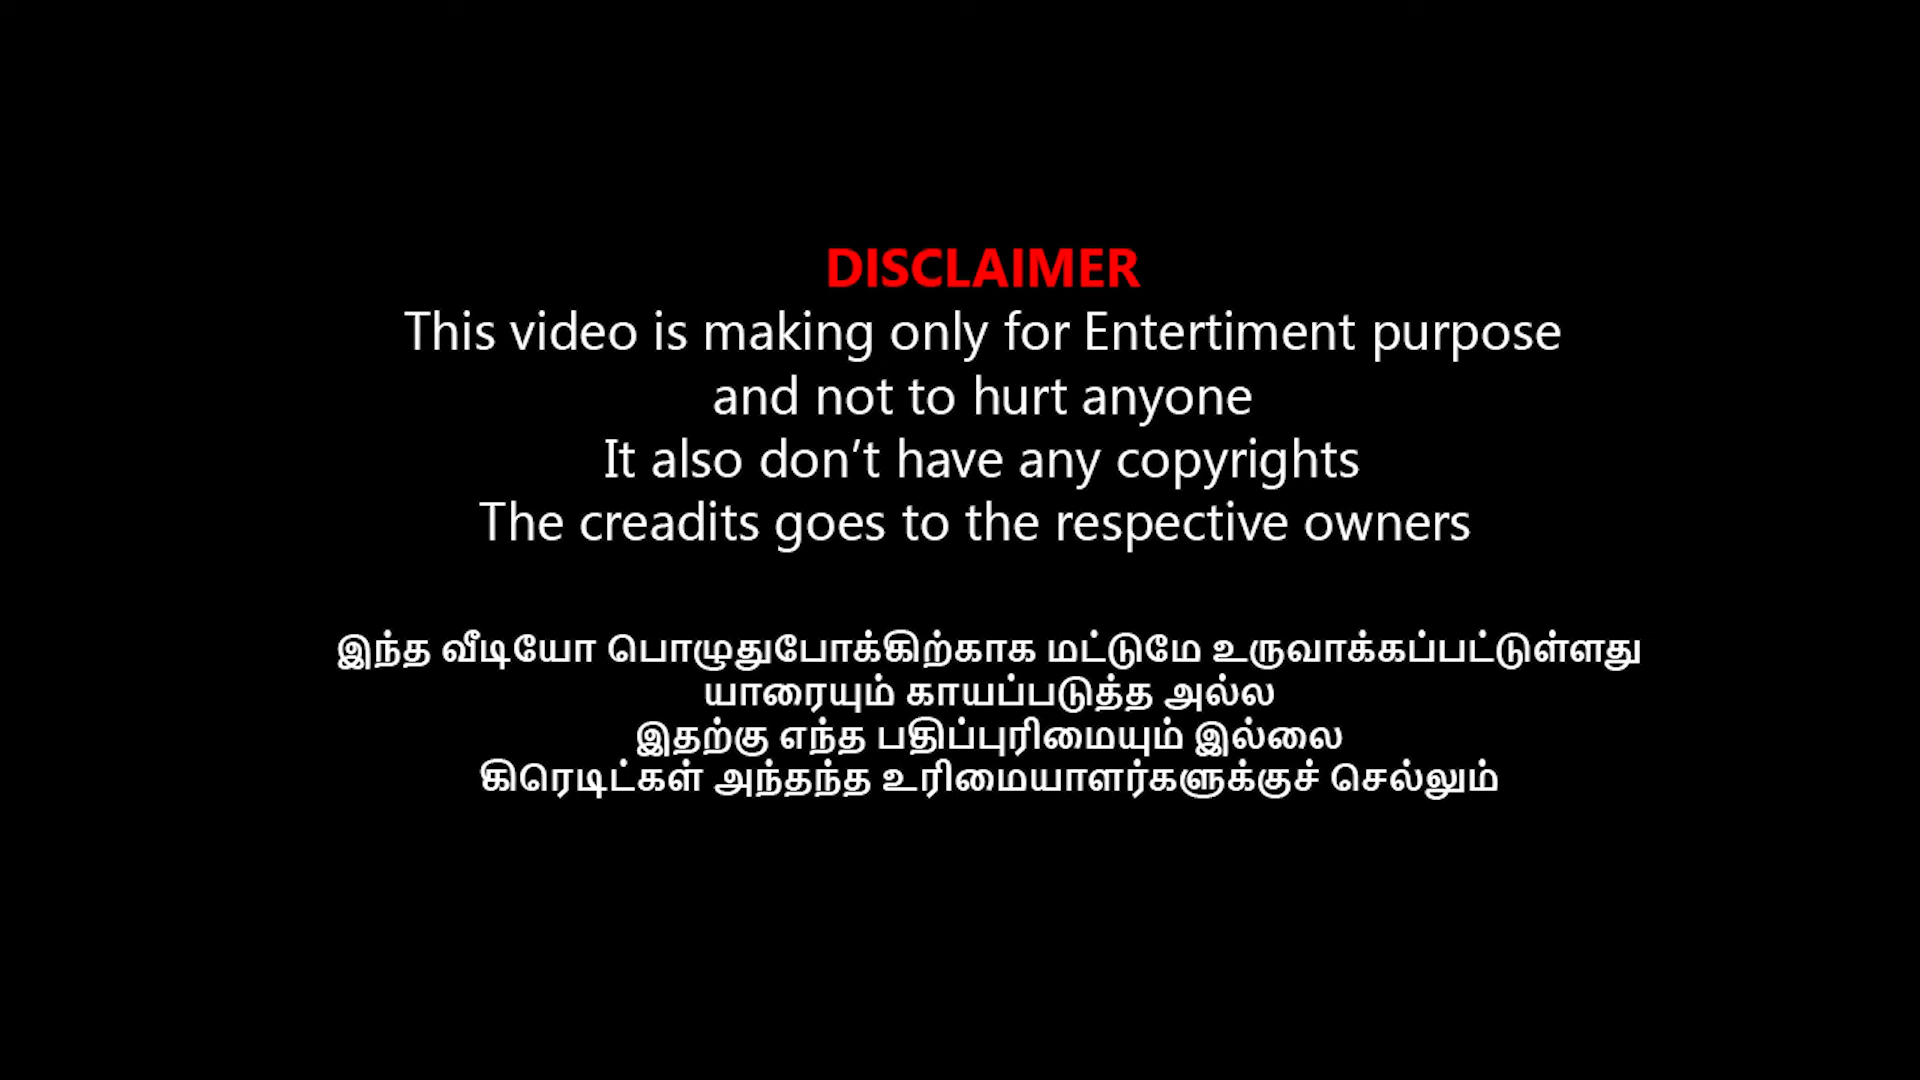 DISCLAIMER
This video is making only for Entertiment purpose
and not to hurt anyone
It also don’t have any copyrights
The creadits goes to the respective owners
இந்த வீடியோ பொழுதுபோக்கிற்காக மட்டுமே உருவாக்கப்பட்டுள்ளது
யாரையும் காயப்படுத்த அல்ல
இதற்கு எந்த பதிப்புரிமையும் இல்லை
கிரெடிட்கள் அந்தந்த உரிமையாளர்களுக்குச் செல்லும்